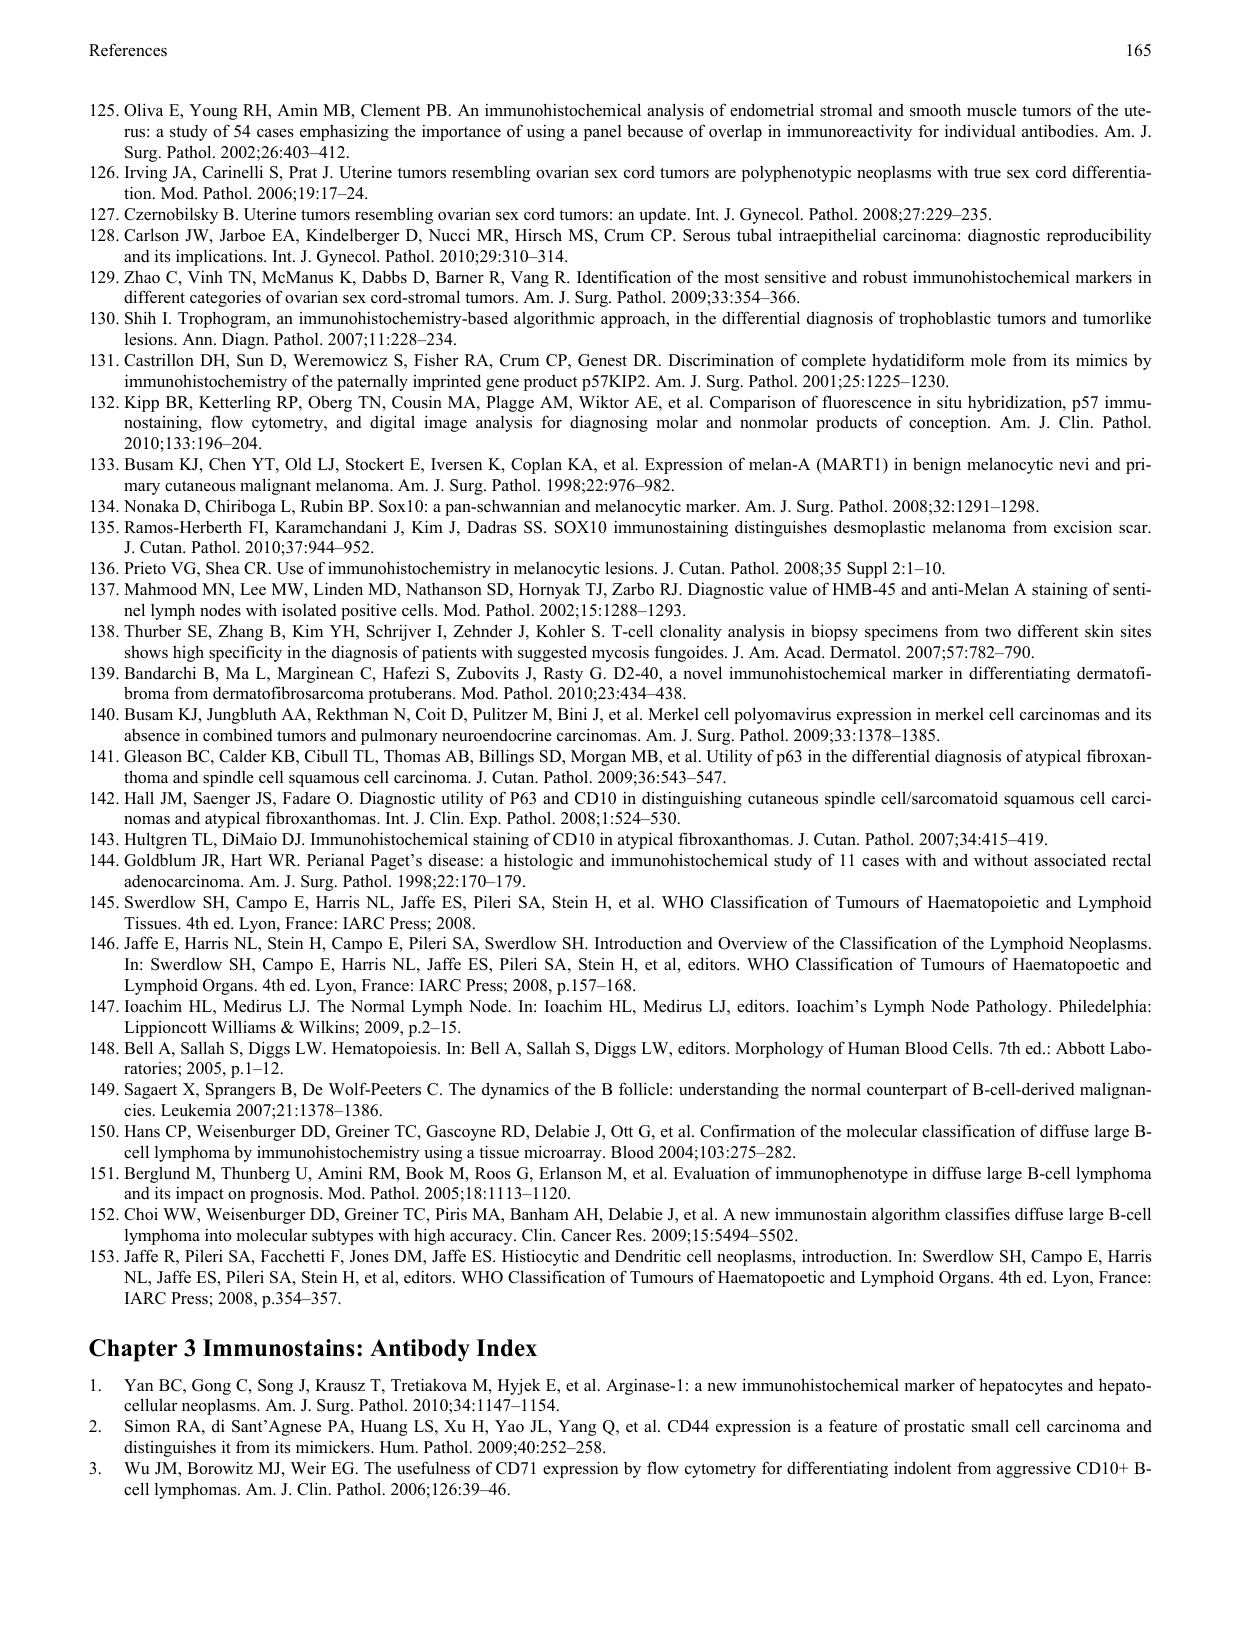 References 165
125. Oliva E, Young RH, Amin MB, Clement PB. An immunohistochemical analysis of endometrial stromal and smooth muscle tumors of the ute-
rus: a study of 54 cases emphasizing the importance of using a panel because of overlap in immunoreactivity for individual antibodies. Am. J.
Surg. Pathol. 2002;26:403–412.
126. Irving JA, Carinelli S, Prat J. Uterine tumors resembling ovarian sex cord tumors are polyphenotypic neoplasms with true sex cord differentia-
tion. Mod. Pathol. 2006;19:17–24.
127. Czernobilsky B. Uterine tumors resembling ovarian sex cord tumors: an update. Int. J. Gynecol. Pathol. 2008;27:229–235.
128. Carlson JW, Jarboe EA, Kindelberger D, Nucci MR, Hirsch MS, Crum CP. Serous tubal intraepithelial carcinoma: diagnostic reproducibility
and its implications. Int. J. Gynecol. Pathol. 2010;29:310–314.
129. Zhao C, Vinh TN, McManus K, Dabbs D, Barner R, Vang R. Identification of the most sensitive and robust immunohistochemical markers in
different categories of ovarian sex cord-stromal tumors. Am. J. Surg. Pathol. 2009;33:354–366.
130. Shih I. Trophogram, an immunohistochemistry-based algorithmic approach, in the differential diagnosis of trophoblastic tumors and tumorlike
lesions. Ann. Diagn. Pathol. 2007;11:228–234.
131. Castrillon DH, Sun D, Weremowicz S, Fisher RA, Crum CP, Genest DR. Discrimination of complete hydatidiform mole from its mimics by
immunohistochemistry of the paternally imprinted gene product p57KIP2. Am. J. Surg. Pathol. 2001;25:1225–1230.
132. Kipp BR, Ketterling RP, Oberg TN, Cousin MA, Plagge AM, Wiktor AE, et al. Comparison of fluorescence in situ hybridization, p57 immu-
nostaining, flow cytometry, and digital image analysis for diagnosing molar and nonmolar products of conception. Am. J. Clin. Pathol.
2010;133:196–204.
133. Busam KJ, Chen YT, Old LJ, Stockert E, Iversen K, Coplan KA, et al. Expression of melan-A (MART1) in benign melanocytic nevi and pri-
mary cutaneous malignant melanoma. Am. J. Surg. Pathol. 1998;22:976–982.
134. Nonaka D, Chiriboga L, Rubin BP. Sox10: a pan-schwannian and melanocytic marker. Am. J. Surg. Pathol. 2008;32:1291–1298.
135. Ramos-Herberth FI, Karamchandani J, Kim J, Dadras SS. SOX10 immunostaining distinguishes desmoplastic melanoma from excision scar.
J. Cutan. Pathol. 2010;37:944–952.
136. Prieto VG, Shea CR. Use of immunohistochemistry in melanocytic lesions. J. Cutan. Pathol. 2008;35 Suppl 2:1–10.
137. Mahmood MN, Lee MW, Linden MD, Nathanson SD, Hornyak TJ, Zarbo RJ. Diagnostic value of HMB-45 and anti-Melan A staining of senti-
nel lymph nodes with isolated positive cells. Mod. Pathol. 2002;15:1288–1293.
138. Thurber SE, Zhang B, Kim YH, Schrijver I, Zehnder J, Kohler S. T-cell clonality analysis in biopsy specimens from two different skin sites
shows high specificity in the diagnosis of patients with suggested mycosis fungoides. J. Am. Acad. Dermatol. 2007;57:782–790.
139. Bandarchi B, Ma L, Marginean C, Hafezi S, Zubovits J, Rasty G. D2-40, a novel immunohistochemical marker in differentiating dermatofi-
broma from dermatofibrosarcoma protuberans. Mod. Pathol. 2010;23:434–438.
140. Busam KJ, Jungbluth AA, Rekthman N, Coit D, Pulitzer M, Bini J, et al. Merkel cell polyomavirus expression in merkel cell carcinomas and its
absence in combined tumors and pulmonary neuroendocrine carcinomas. Am. J. Surg. Pathol. 2009;33:1378–1385.
141. Gleason BC, Calder KB, Cibull TL, Thomas AB, Billings SD, Morgan MB, et al. Utility of p63 in the differential diagnosis of atypical fibroxan-
thoma and spindle cell squamous cell carcinoma. J. Cutan. Pathol. 2009;36:543–547.
142. Hall JM, Saenger JS, Fadare O. Diagnostic utility of P63 and CD10 in distinguishing cutaneous spindle cell/sarcomatoid squamous cell carci-
nomas and atypical fibroxanthomas. Int. J. Clin. Exp. Pathol. 2008;1:524–530.
143. Hultgren TL, DiMaio DJ. Immunohistochemical staining of CD10 in atypical fibroxanthomas. J. Cutan. Pathol. 2007;34:415–419.
144. Goldblum JR, Hart WR. Perianal Paget’s disease: a histologic and immunohistochemical study of 11 cases with and without associated rectal
adenocarcinoma. Am. J. Surg. Pathol. 1998;22:170–179.
145. Swerdlow SH, Campo E, Harris NL, Jaffe ES, Pileri SA, Stein H, et al. WHO Classification of Tumours of Haematopoietic and Lymphoid
Tissues. 4th ed. Lyon, France: IARC Press; 2008.
146. Jaffe E, Harris NL, Stein H, Campo E, Pileri SA, Swerdlow SH. Introduction and Overview of the Classification of the Lymphoid Neoplasms.
In: Swerdlow SH, Campo E, Harris NL, Jaffe ES, Pileri SA, Stein H, et al, editors. WHO Classification of Tumours of Haematopoetic and
Lymphoid Organs. 4th ed. Lyon, France: IARC Press; 2008, p.157–168.
147. Ioachim HL, Medirus LJ. The Normal Lymph Node. In: Ioachim HL, Medirus LJ, editors. Ioachim’s Lymph Node Pathology. Philedelphia:
Lippioncott Williams & Wilkins; 2009, p.2–15.
148. Bell A, Sallah S, Diggs LW. Hematopoiesis. In: Bell A, Sallah S, Diggs LW, editors. Morphology of Human Blood Cells. 7th ed.: Abbott Labo-
ratories; 2005, p.1–12.
149. Sagaert X, Sprangers B, De Wolf-Peeters C. The dynamics of the B follicle: understanding the normal counterpart of B-cell-derived malignan-
cies. Leukemia 2007;21:1378–1386.
150. Hans CP, Weisenburger DD, Greiner TC, Gascoyne RD, Delabie J, Ott G, et al. Confirmation of the molecular classification of diffuse large B-
cell lymphoma by immunohistochemistry using a tissue microarray. Blood 2004;103:275–282.
151. Berglund M, Thunberg U, Amini RM, Book M, Roos G, Erlanson M, et al. Evaluation of immunophenotype in diffuse large B-cell lymphoma
and its impact on prognosis. Mod. Pathol. 2005;18:1113–1120.
152. Choi WW, Weisenburger DD, Greiner TC, Piris MA, Banham AH, Delabie J, et al. A new immunostain algorithm classifies diffuse large B-cell
lymphoma into molecular subtypes with high accuracy. Clin. Cancer Res. 2009;15:5494–5502.
153. Jaffe R, Pileri SA, Facchetti F, Jones DM, Jaffe ES. Histiocytic and Dendritic cell neoplasms, introduction. In: Swerdlow SH, Campo E, Harris
NL, Jaffe ES, Pileri SA, Stein H, et al, editors. WHO Classification of Tumours of Haematopoetic and Lymphoid Organs. 4th ed. Lyon, France:
IARC Press; 2008, p.354–357.
Chapter 3 Immunostains: Antibody Index
1. Yan BC, Gong C, Song J, Krausz T, Tretiakova M, Hyjek E, et al. Arginase-1: a new immunohistochemical marker of hepatocytes and hepato-
cellular neoplasms. Am. J. Surg. Pathol. 2010;34:1147–1154.
2. Simon RA, di Sant’Agnese PA, Huang LS, Xu H, Yao JL, Yang Q, et al. CD44 expression is a feature of prostatic small cell carcinoma and
distinguishes it from its mimickers. Hum. Pathol. 2009;40:252–258.
3. Wu JM, Borowitz MJ, Weir EG. The usefulness of CD71 expression by flow cytometry for differentiating indolent from aggressive CD10+ B-
cell lymphomas. Am. J. Clin. Pathol. 2006;126:39–46.